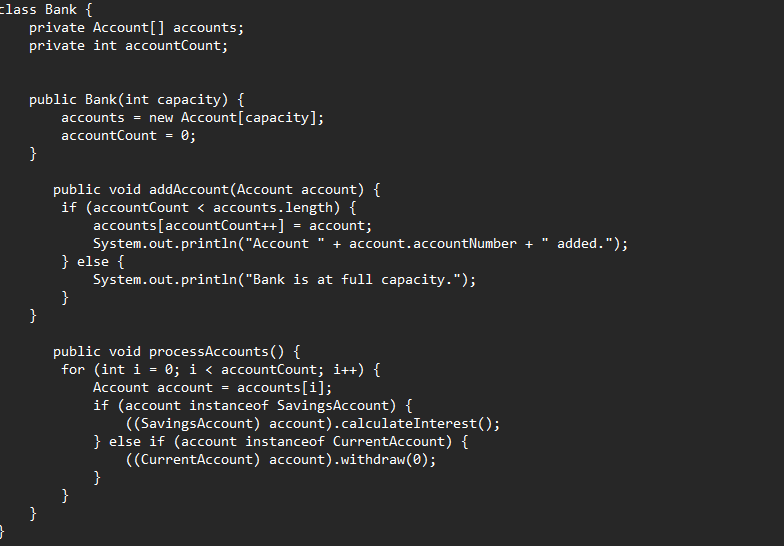 class Bank {
    private Account[] accounts;
    private int accountCount;
    public Bank(int capacity) {
        accounts = new Account[capacity];
        accountCount = 0;
    }
       public void addAccount(Account account) {
        if (accountCount < accounts.length) {
            accounts[accountCount++] = account;
            System.out.println("Account " + account.accountNumber + " added.");
        } else {
            System.out.println("Bank is at full capacity.");
        }
    }
       public void processAccounts() {
        for (int i = 0; i < accountCount; i++) {
            Account account = accounts[i];
            if (account instanceof SavingsAccount) {
                ((SavingsAccount) account).calculateInterest();
            } else if (account instanceof CurrentAccount) {
                ((CurrentAccount) account).withdraw(0);
            }
        }
    }
}